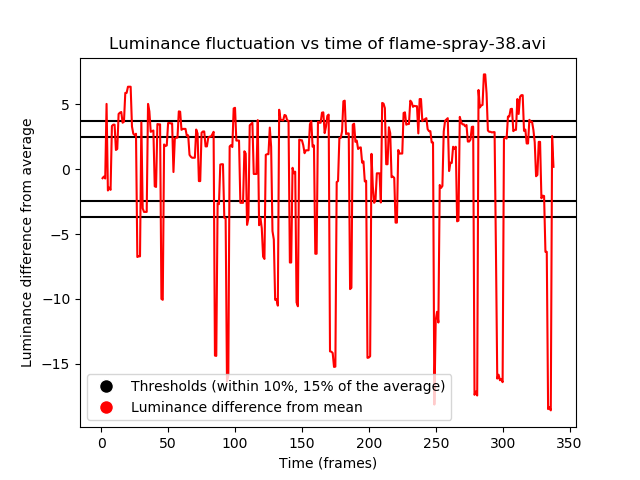 Luminance fluctuation vs time of flame-spray-38.avi
Luminance difference from average
5
0
−5
−10
−15
Thresholds (within 10%, 15% of the average)
Luminance difference from mean
0 50 100 150 200 250 300 350
Time (frames)